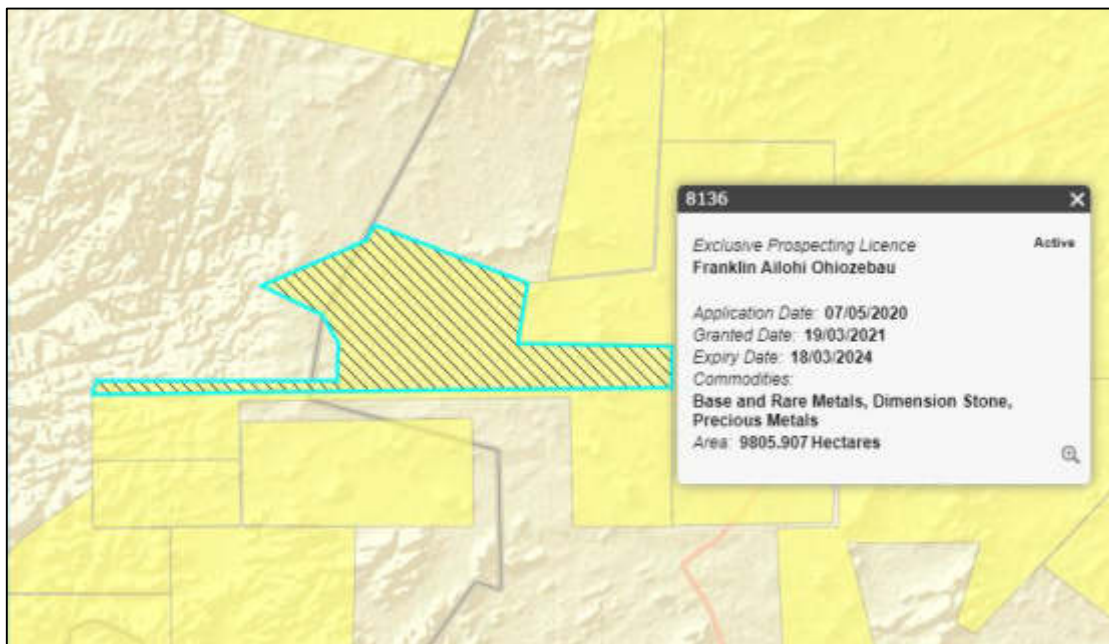 8136
Exclusive Prospecting Licence Active
Franklin Ailohi Ohiozebau
Application Date: 07/05/2020
Granted Date: 19/03/2021
Expiry Date: 18/03/2024
Commodities:
Base and Rare Metals, Dimension Stone,
Precious Metals
Area: 9805.907 Hectares